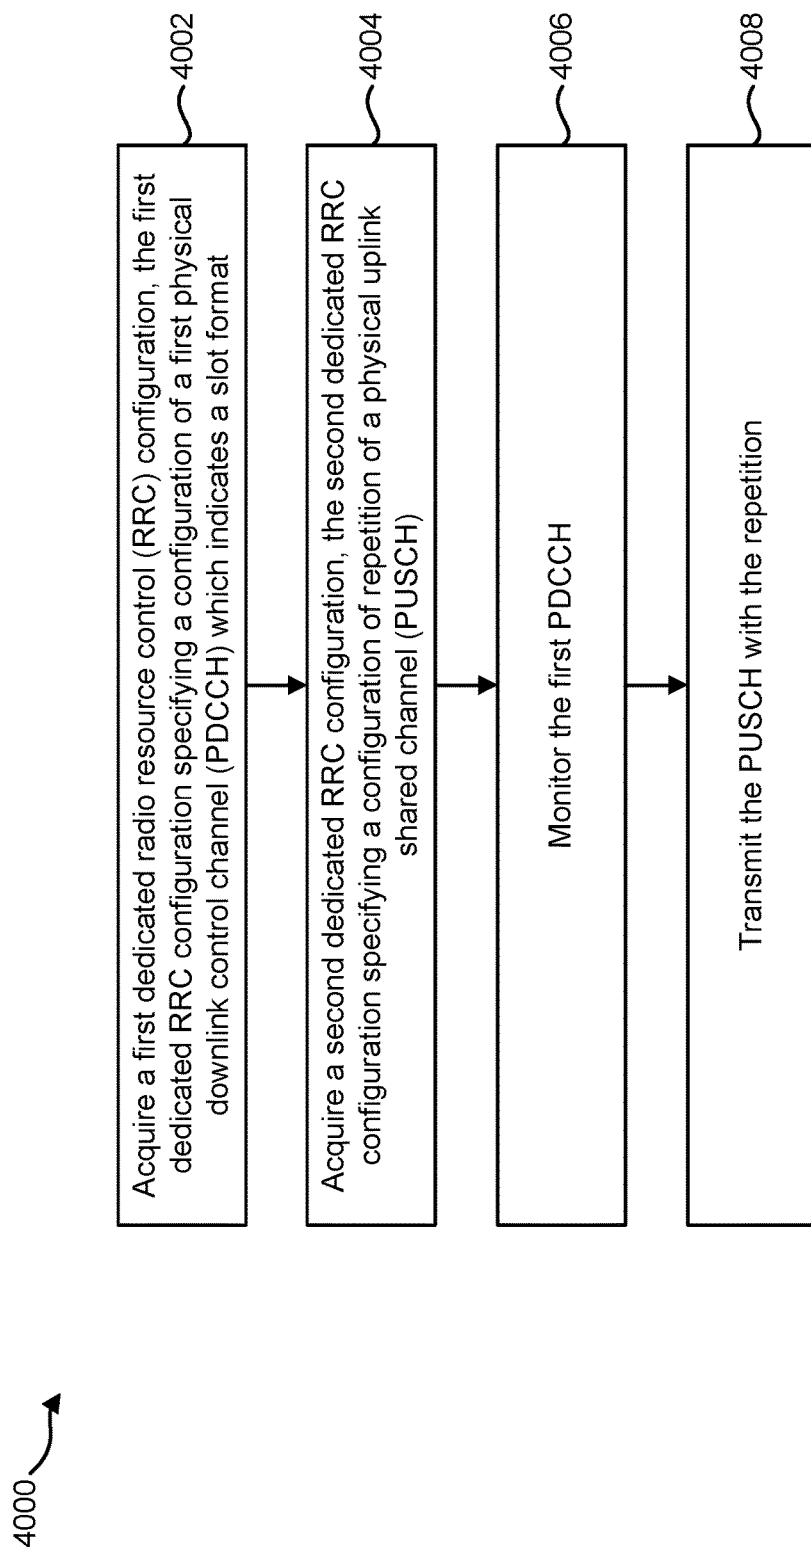 4000
Acquire a first dedicated radio resource control (RRC) configuration, the first
dedicated RRC configuration specifying a configuration of a first physical
downlink control channel (PDCCH) which indicates a slot format
4002
Acquire a second dedicated RRC configuration, the second dedicated RRC
configuration specifying a configuration of repetition of a physical uplink
shared channel (PUSCH)
4004
Monitor the first PDCCH
4006
Transmit the PUSCH with the repetition
4008